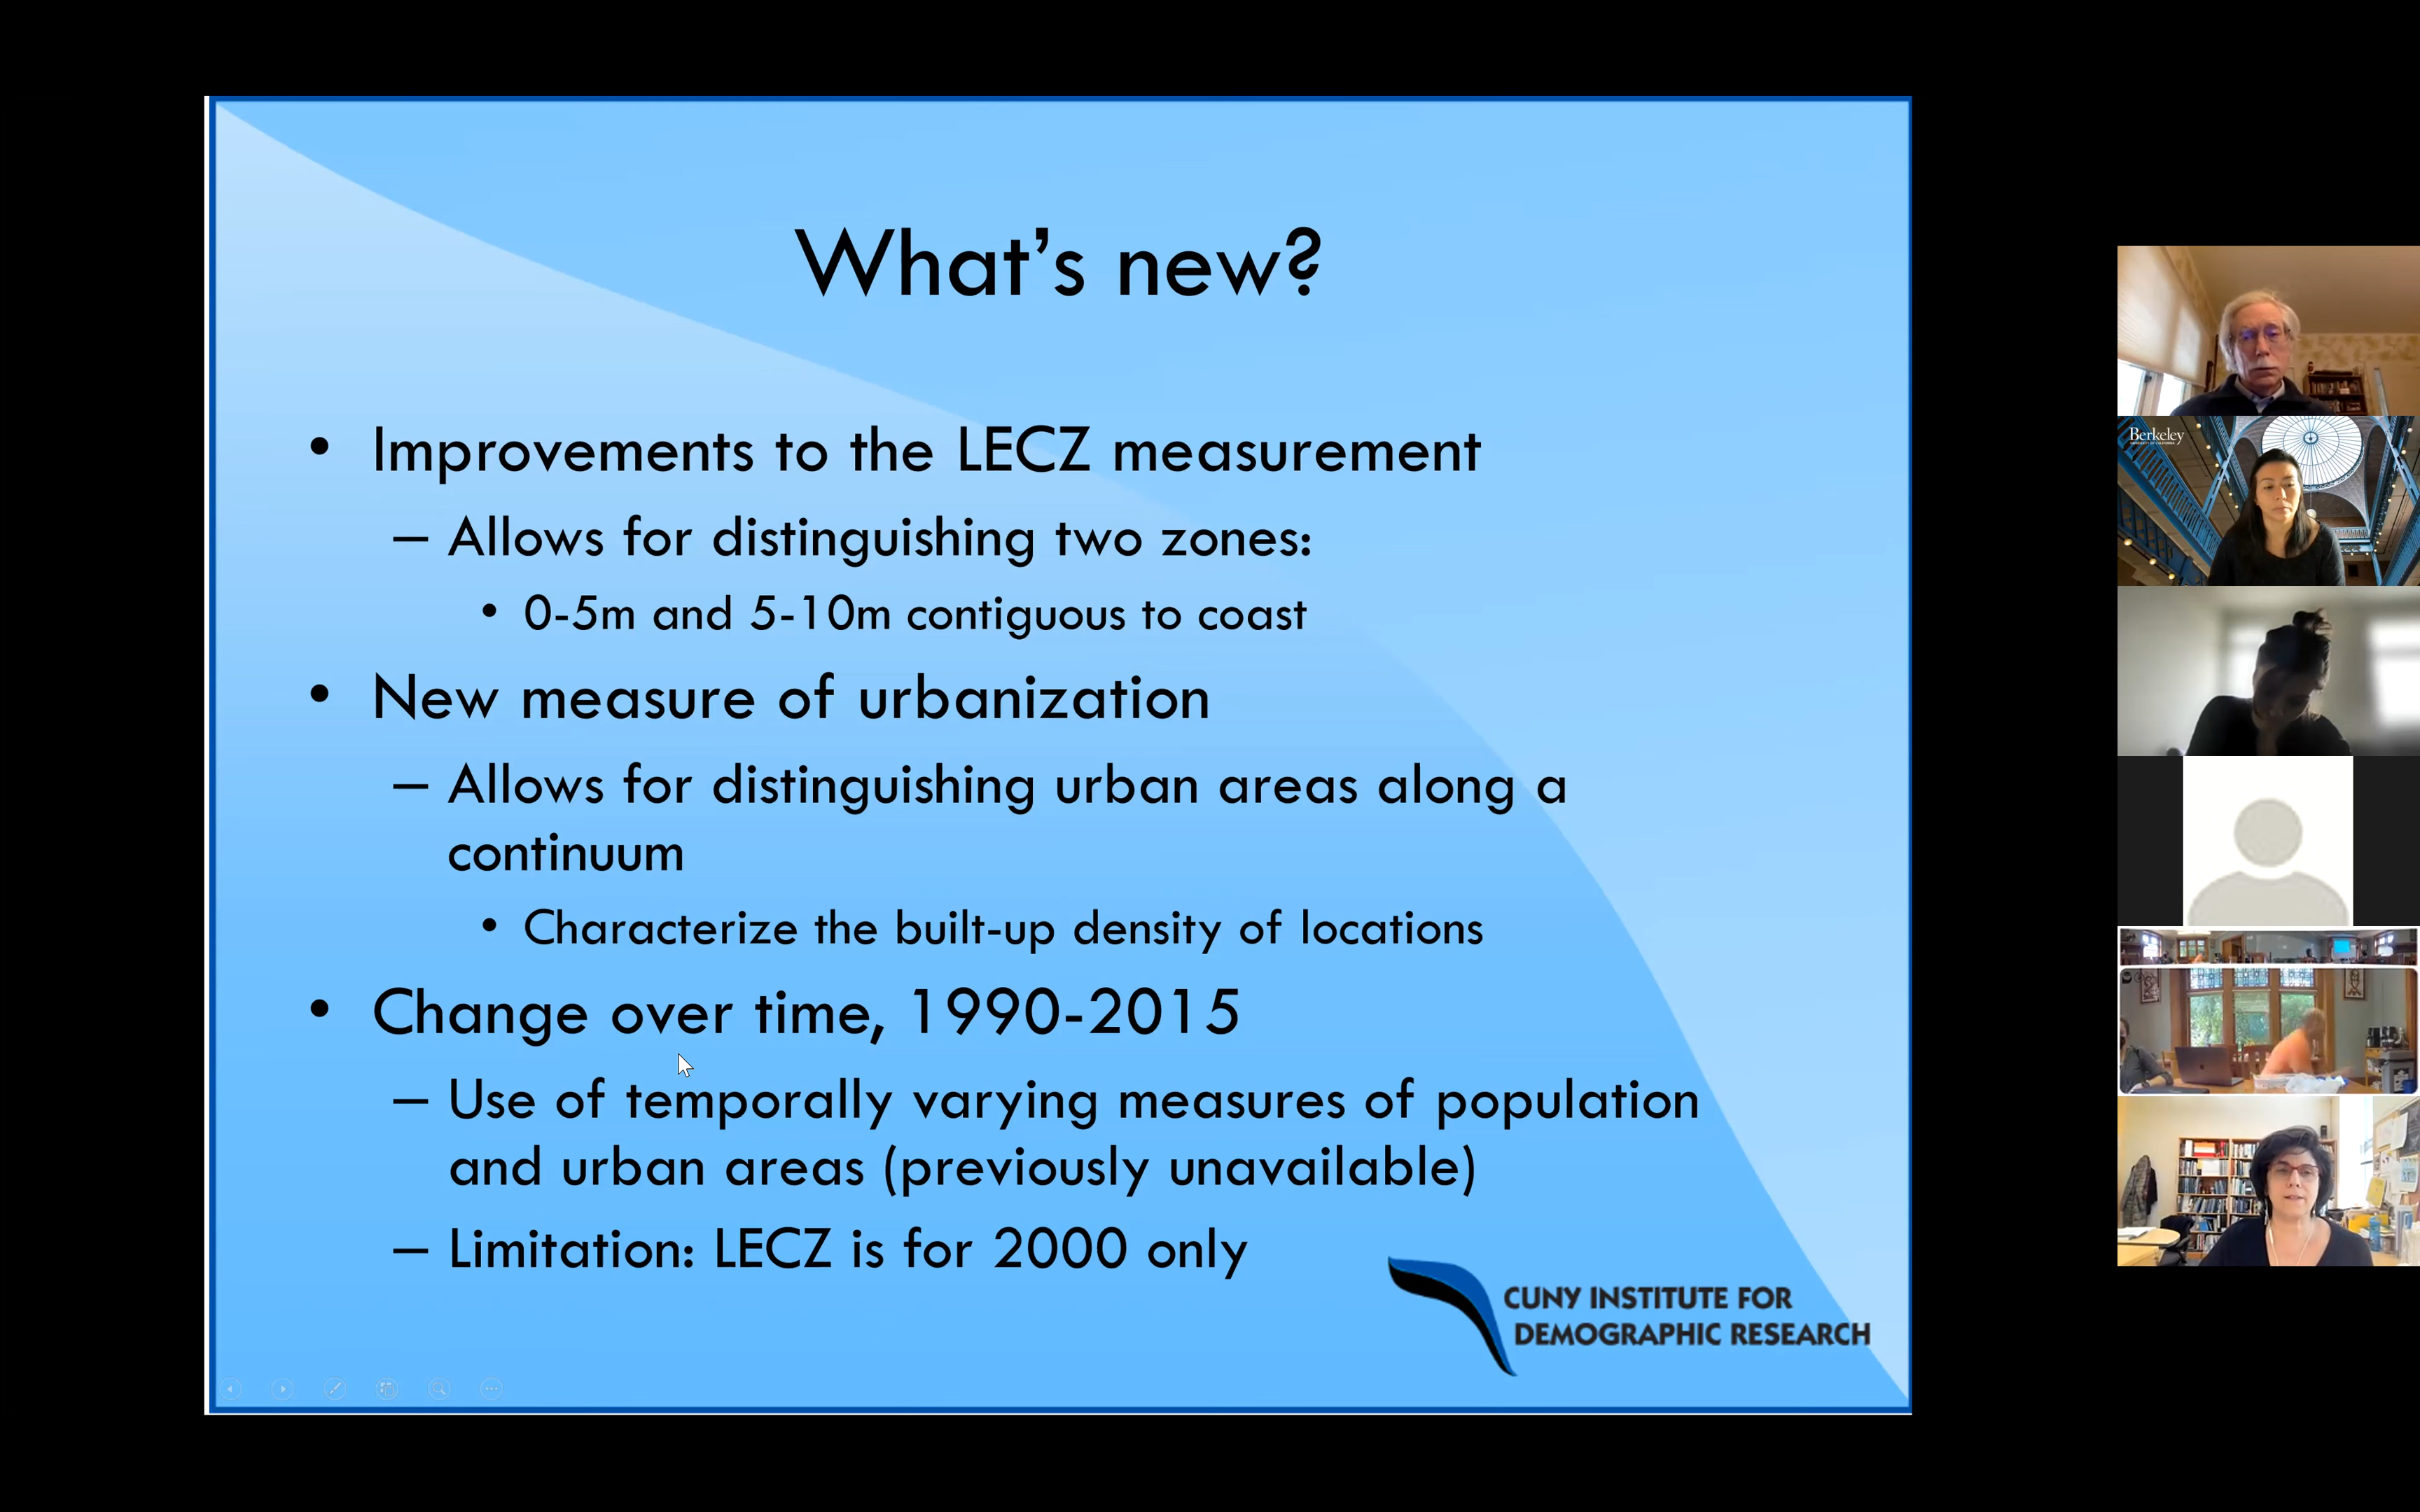 What's new?
• Improvements to the LECZ measurement
– Allows for distinguishing two zones:
• 0-5m and 5-10m contiguous to coast
• New measure of urbanization
– Allows for distinguishing urban areas along a
continuum
• Characterize the built-up density of locations
• Change over time, 1990-2015
– Use of temporally varying measures of population
and urban areas (previously unavailable)
– Limitation: LECZ is for 2000 only
CUNY INSTITUTE FOR
DEMOGRAPHIC RESEARCH
Berkeley